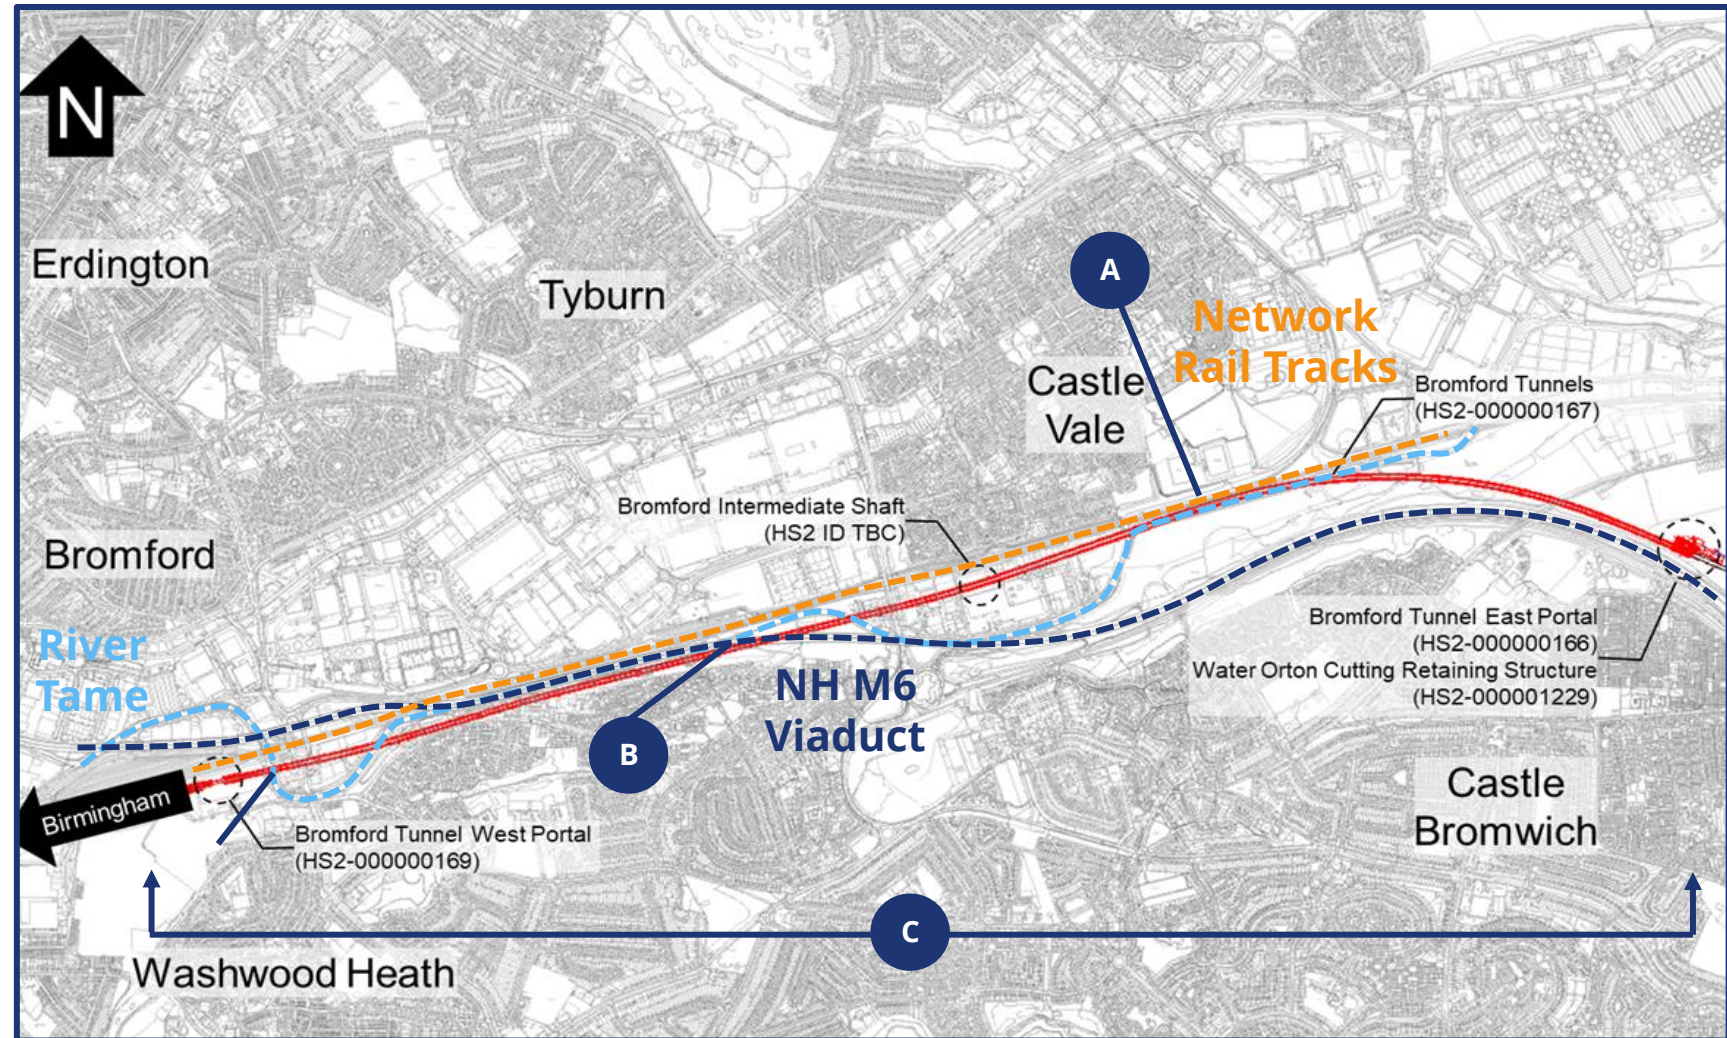 N
Erdington
Tyburn
A
Network
Rail Tracks
Castle
Vale
Bromford Tunnels
(HS2-000000167)
Bromford Intermediate Shaft
(HS2 ID TBC)
Bromford
River
Tame
Bromford Tunnel East Portal
(HS2-000000166)
Water Orton Cutting Retaining Structure
(HS2-000001229)
NH M6
Viaduct
B
Birmingham
Castle
Bromwich
Bromford Tunnel West Portal
(HS2-000000169)
C
Washwood Heath